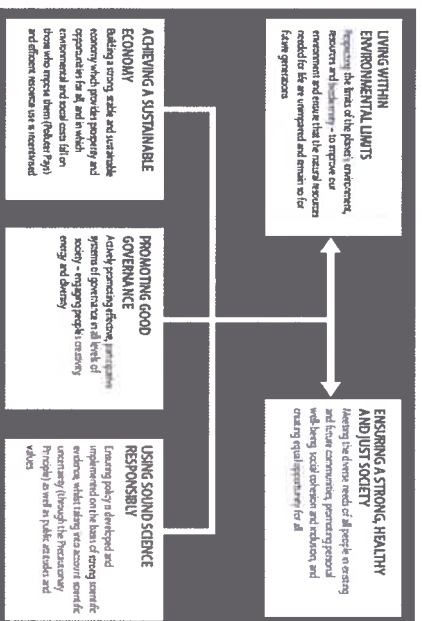 LIVING WITHIN
ENVIRONMENTAL LIMITS
Respecting the limits of the planet's environment,
resources and biodiversity – to improve our
environment and ensure that the natural resources
needed for life are unimpaired and remain so for
future generations
ENSURING A STRONG, HEALTHY
AND JUST SOCIETY
Meeting the diverse needs of all people in existing
and future communities, promoting personal
well-being, social cohesion and inclusion, and
creating equal opportunity for all
ACHIEVING A SUSTAINABLE
ECONOMY
Building a strong, stable and sustainable
economy which provides prosperity and
opportunities for all, and in which
environmental and social costs fall on
those who impose them (Polluter Pays)
and efficient resource use is incentivised
PROMOTING GOOD
GOVERNANCE
Actively promoting effective, participative
systems of governance in all levels of
society – engaging people's creativity,
energy and diversity
USING SOUND SCIENCE
RESPONSIBLY
Ensuring policy is developed and
implemented on the basis of strong scientific
evidence, whilst taking into account scientific
uncertainty (through the Precautionary
Principle) as well as public attitudes and
values